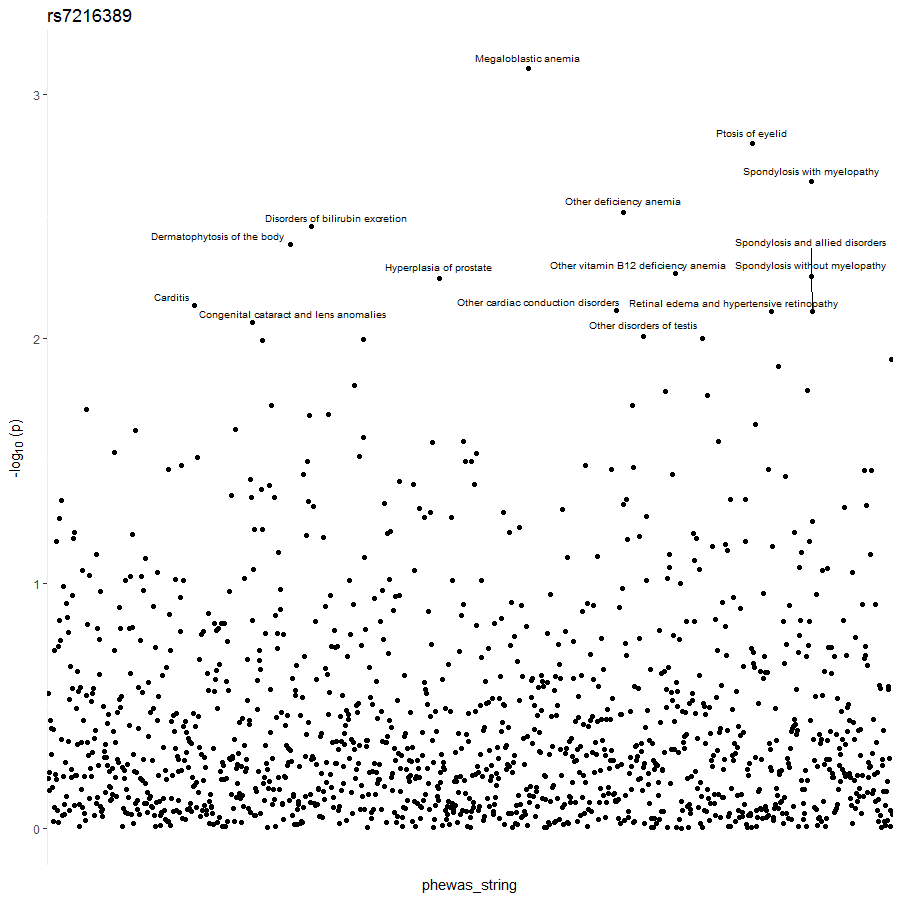 rs7216389
Megaloblastic anemia
3
Ptosis of eyelid
Spondylosis with myelopathy
Other deficiency anemia
Disorders of bilirubin excretion
Dermatophytosis of the body
Spondylosis and allied disorders
Hyperplasia of prostate
Other vitamin B12 deficiency anemia
Spondylosis without myelopathy
Carditis
Other cardiac conduction disorders
Retinal edema and hypertensive retinopathy
Congenital cataract and lens anomalies
Other disorders of testis
2
-log10 (p)
1
0
phewas_string